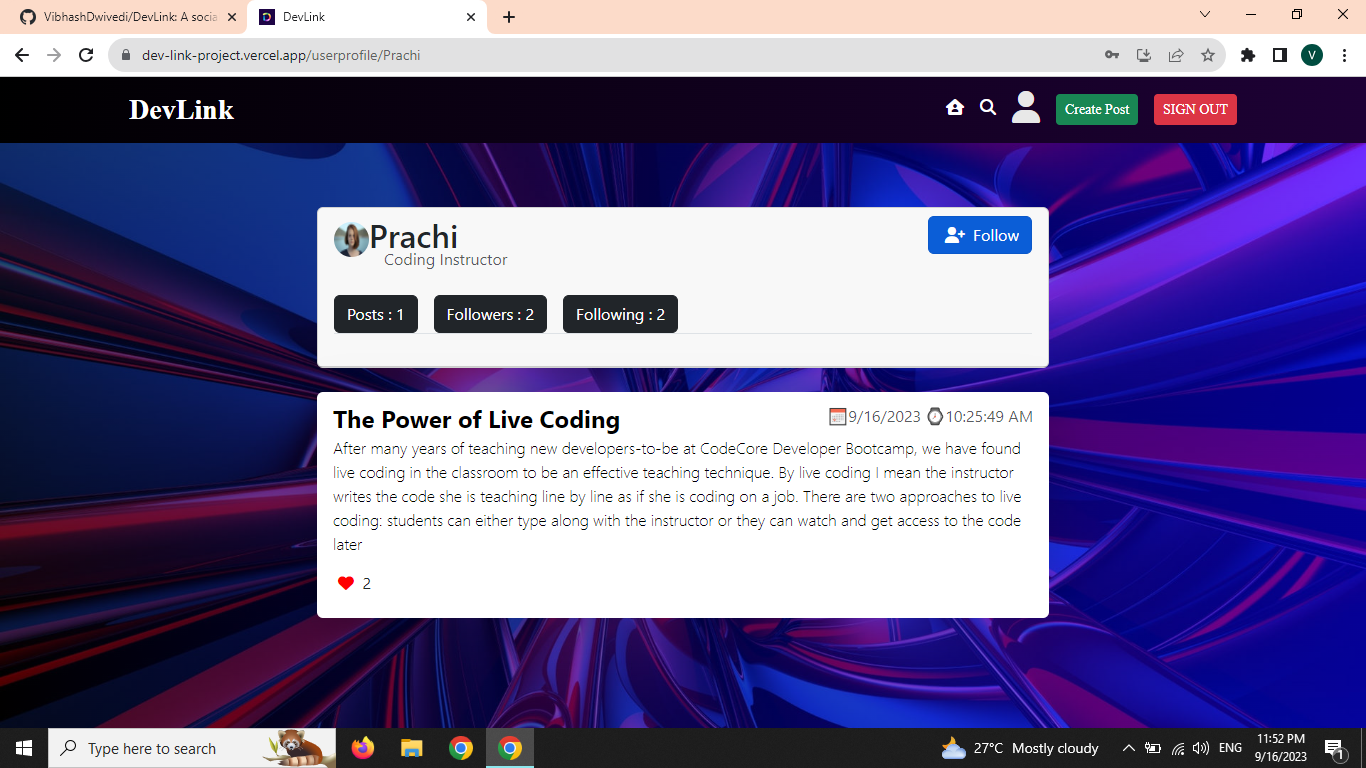 VibhashDwivedi/DevLink: A socia
DevLink
dev-link-project.vercel.app/userprofile/Prachi
V
DevLink
Create Post
SIGN OUT
Prachi
Coding Instructor
Follow
Posts : 1
Followers : 2
Following : 2
The Power of Live Coding
9/16/2023 10:25:49 AM
After many years of teaching new developers-to-be at CodeCore Developer Bootcamp, we have found
live coding in the classroom to be an effective teaching technique. By live coding I mean the instructor
writes the code she is teaching line by line as if she is coding on a job. There are two approaches to live
coding: students can either type along with the instructor or they can watch and get access to the code
later
2
Type here to search
27°C Mostly cloudy
ENG
11:52 PM
9/16/2023
1